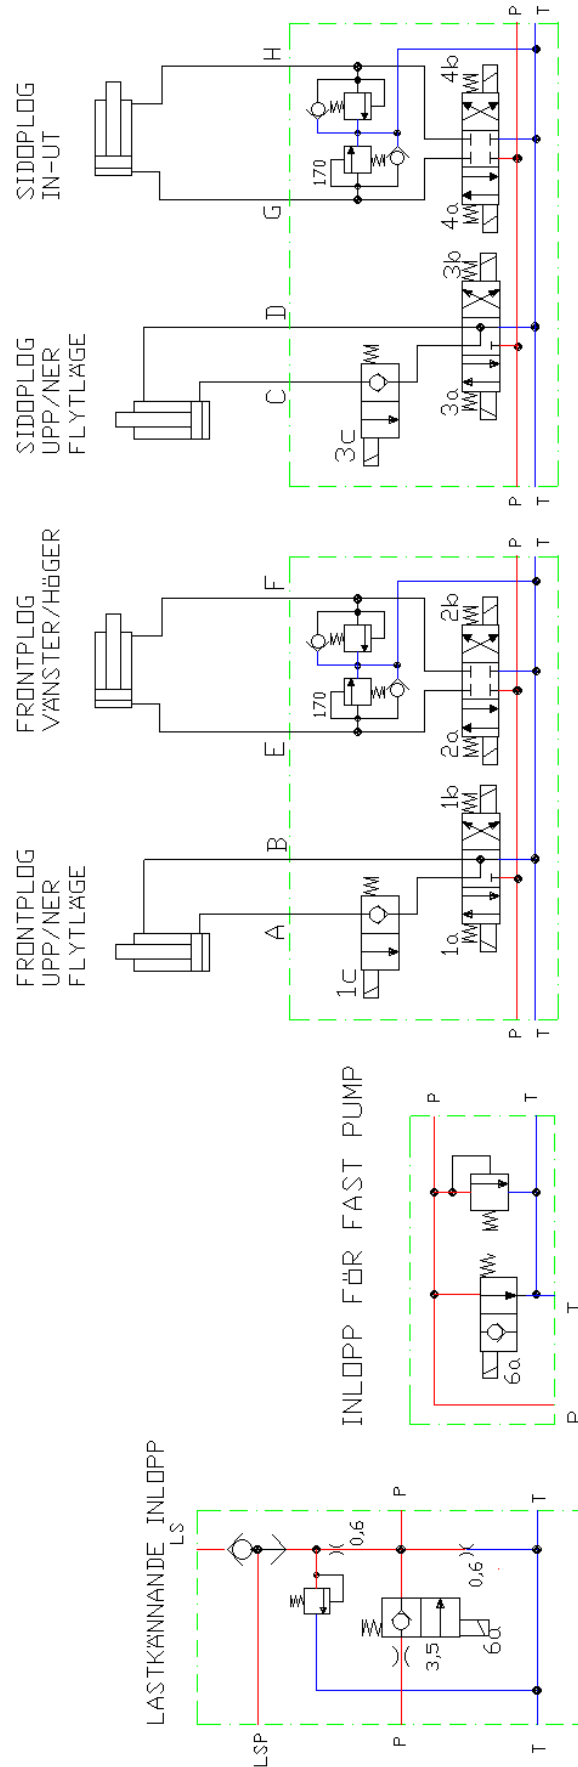 LASTKÄNNANDE INLOPP
LS
LSP
P
T
0,6
0,6
3,5
6a
P
T
INLOPP FÖR FAST PUMP
6a
P
T
P
T
FRONTPLOG
UPP/NER
FLYTLÄGE
A
B
1c
1a
1b
P
T
FRONTPLOG
VÄNSTER/HÖGER
E
F
170
2a
2b
P
T
SIDOPLOG
UPP/NER
FLYTLÄGE
C
D
3c
3a
3b
P
T
SIDOPLOG
IN-UT
G
H
170
4a
4b
P
T